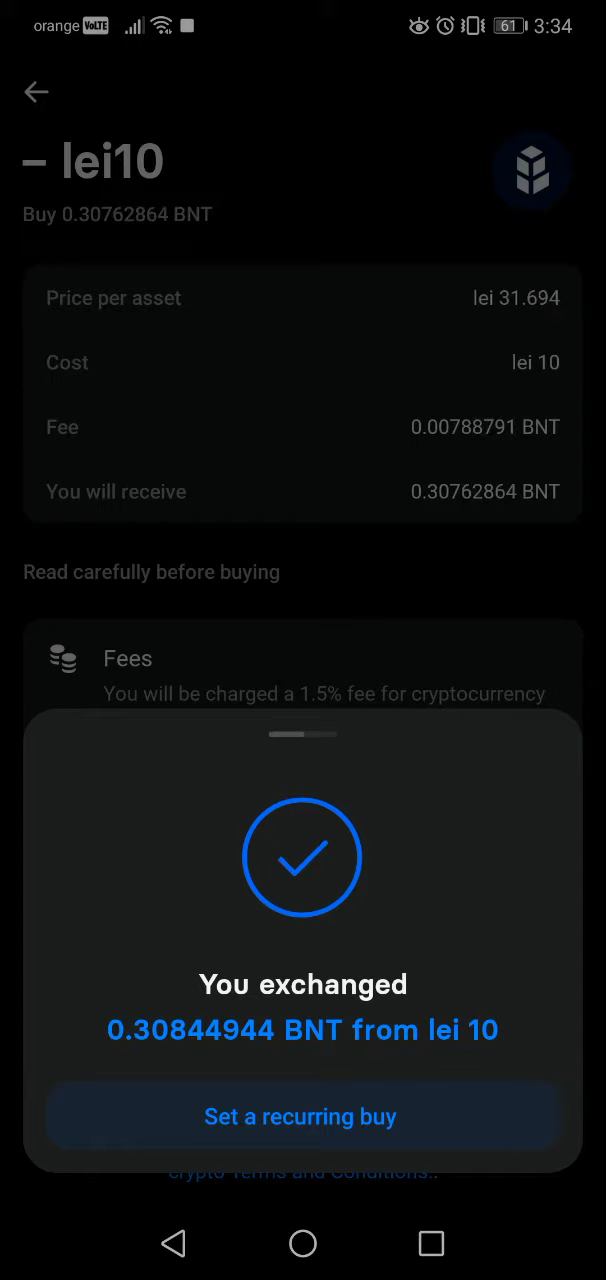 orange VoLTE 61 3:34
– lei10
Buy 0.30762864 BNT
Price per asset lei 31.694
Cost lei 10
Fee 0.00788791 BNT
You will receive 0.30762864 BNT
Read carefully before buying
Fees
You will be charged a 1.5% fee for cryptocurrency
You exchanged
0.30844944 BNT from lei 10
Set a recurring buy
crypto Terms and Conditions..